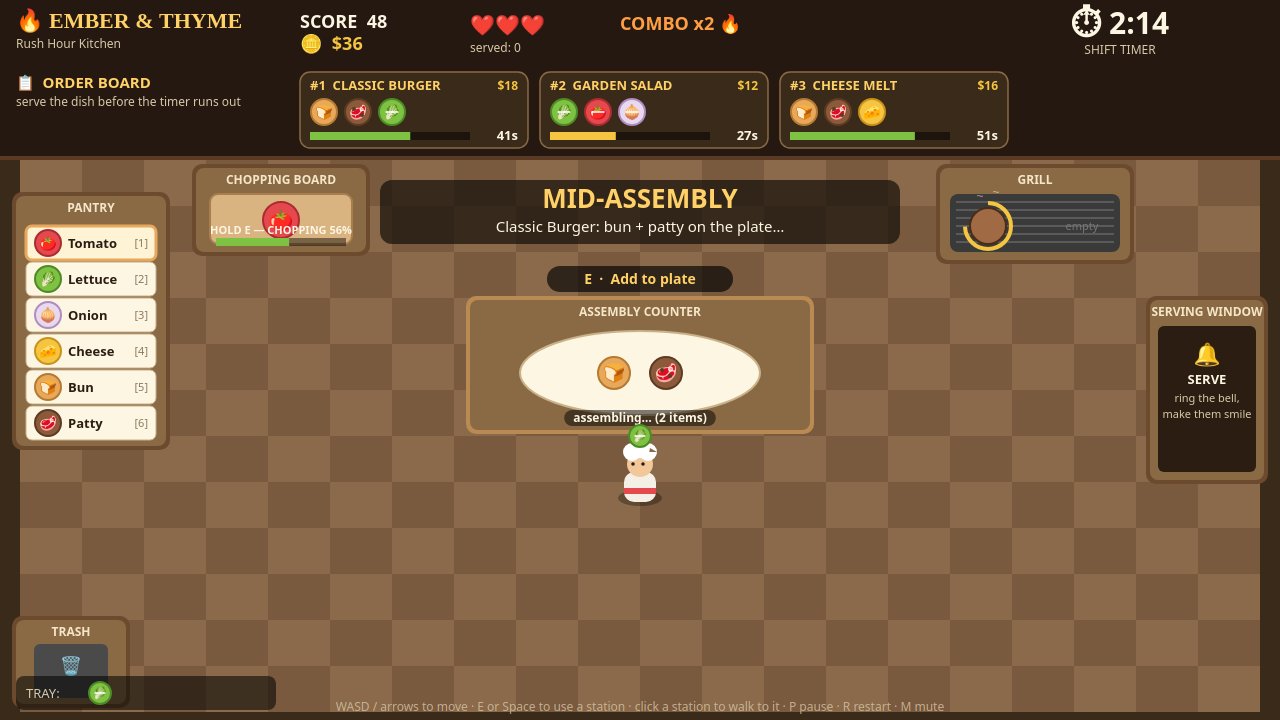 EMBER & THYME
Rush Hour Kitchen
SCORE 48
$36
served: 0
COMBO x2
2:14
SHIFT TIMER
ORDER BOARD
serve the dish before the timer runs out
#1 CLASSIC BURGER $18
41s
#2 GARDEN SALAD $12
27s
#3 CHEESE MELT $16
51s
PANTRY
Tomato [1]
Lettuce [2]
Onion [3]
Cheese [4]
Bun [5]
Patty [6]
CHOPPING BOARD
HOLD E — CHOPPING 56%
MID-ASSEMBLY
Classic Burger: bun + patty on the plate...
E · Add to plate
ASSEMBLY COUNTER
assembling... (2 items)
GRILL
~ ~
empty
SERVING WINDOW
SERVE
ring the bell,
make them smile
TRASH
TRAY:
WASD / arrows to move · E or Space to use a station · click a station to walk to it · P pause · R restart · M mute